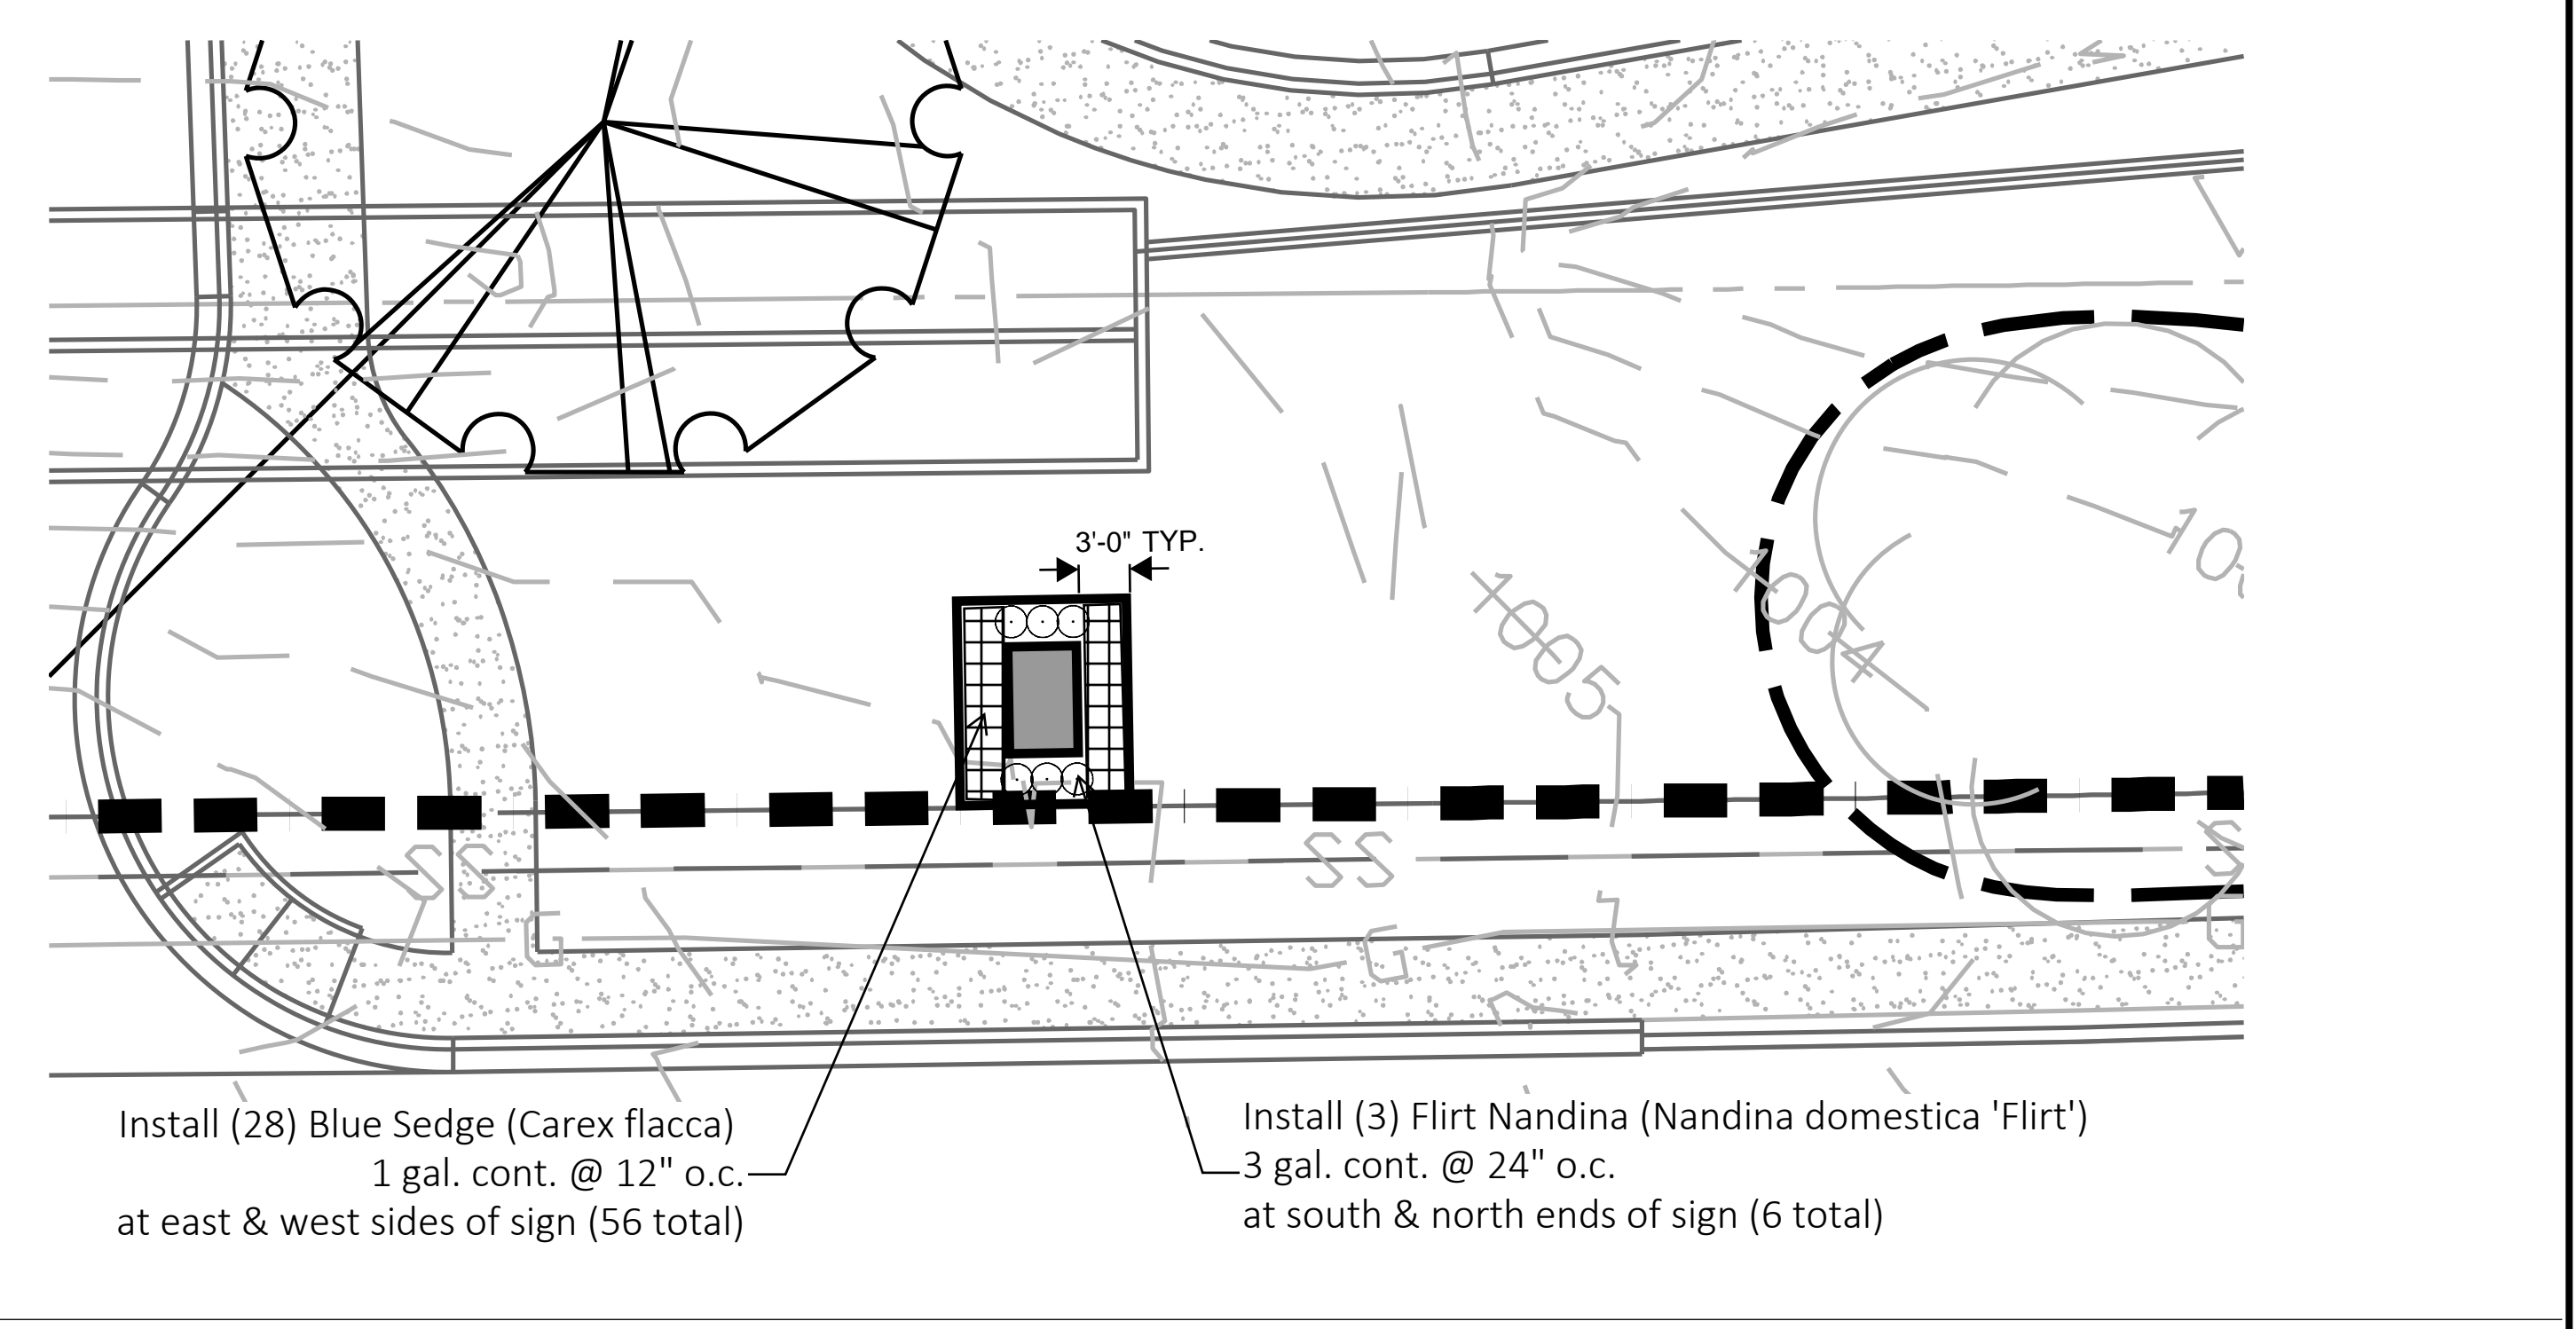 3'-0" TYP.
1005
1004
SS
SS
S
G
G
Install (28) Blue Sedge (Carex flacca)
1 gal. cont. @ 12" o.c.
at east & west sides of sign (56 total)
Install (3) Flirt Nandina (Nandina domestica 'Flirt')
3 gal. cont. @ 24" o.c.
at south & north ends of sign (6 total)